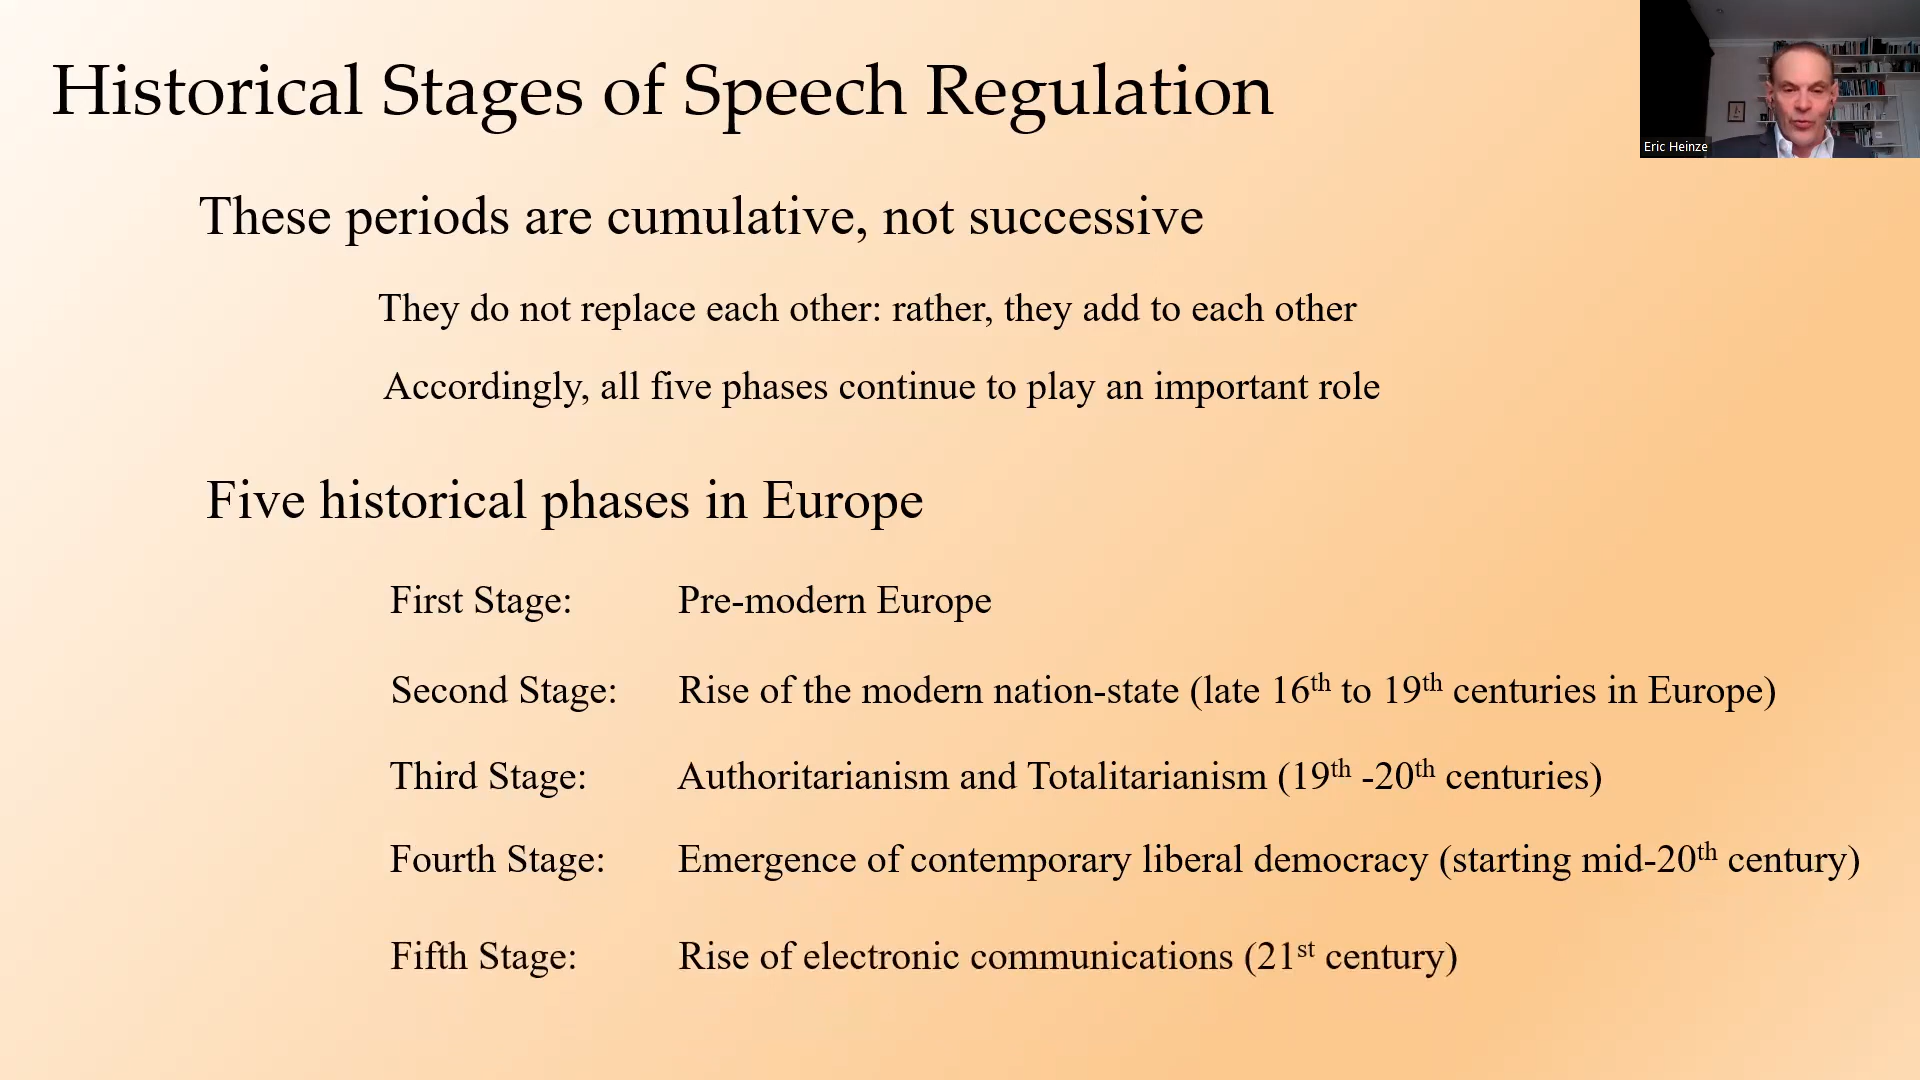 Historical Stages of Speech Regulation
Eric Heinze
These periods are cumulative, not successive
They do not replace each other: rather, they add to each other
Accordingly, all five phases continue to play an important role
Five historical phases in Europe
First Stage: Pre-modern Europe
Second Stage: Rise of the modern nation-state (late 16th to 19th centuries in Europe)
Third Stage: Authoritarianism and Totalitarianism (19th -20th centuries)
Fourth Stage: Emergence of contemporary liberal democracy (starting mid-20th century)
Fifth Stage: Rise of electronic communications (21st century)